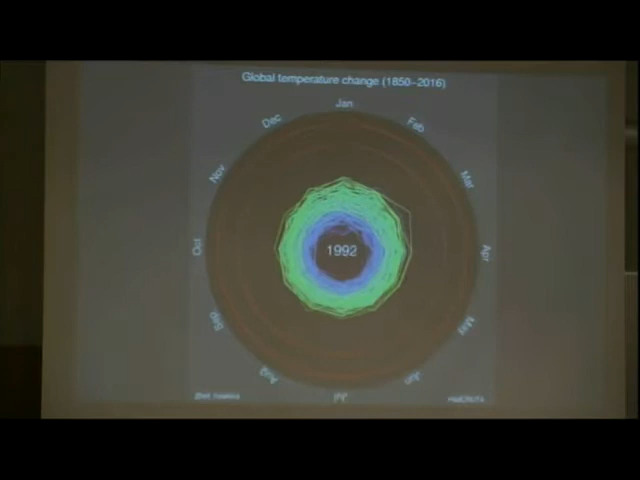 Global temperature change (1850–2016)
Jan
Feb
Mar
Apr
May
Jun
Jul
Aug
Sep
Oct
Nov
Dec
1992